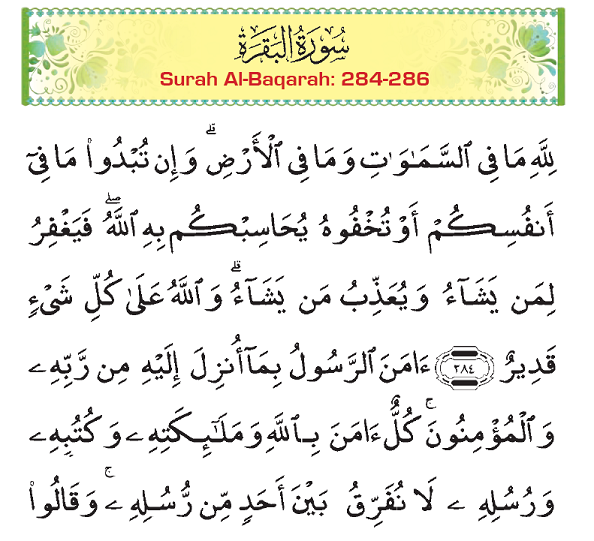 سُورَةُ البَقَرَةِ
Surah Al-Baqarah: 284-286
لِلَّهِ مَا فِي ٱلسَّمَـٰوَٰتِ وَمَا فِي ٱلْأَرْضِ ۗ وَإِن تُبْدُوا۟ مَا فِىٓ
أَنفُسِكُمْ أَوْ تُخْفُوهُ يُحَاسِبْكُم بِهِ ٱللَّهُ ۖ فَيَغْفِرُ
لِمَن يَشَآءُ وَيُعَذِّبُ مَن يَشَآءُ ۗ وَٱللَّهُ عَلَىٰ كُلِّ شَىْءٍ
قَدِيرٌ ٢٨٤ ءَامَنَ ٱلرَّسُولُ بِمَآ أُنزِلَ إِلَيْهِ مِن رَّبِّهِۦ
وَٱلْمُؤْمِنُونَ ۚ كُلٌّ ءَامَنَ بِٱللَّهِ وَمَلَـٰٓئِكَتِهِۦ وَكُتُبِهِۦ
وَرُسُلِهِۦ لَا نُفَرِّقُ بَيْنَ أَحَدٍ مِّن رُّسُلِهِۦ ۚ وَقَالُوا۟